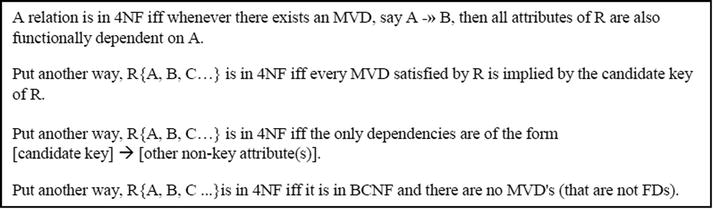 A relation is in 4NF iff whenever there exists an MVD, say A -» B, then all attributes of R are also
functionally dependent on A.
Put another way, R{A, B, C…} is in 4NF iff every MVD satisfied by R is implied by the candidate key
of R.
Put another way, R{A, B, C…} is in 4NF iff the only dependencies are of the form
[candidate key] → [other non-key attribute(s)].
Put another way, R{A, B, C ...}is in 4NF iff it is in BCNF and there are no MVD's (that are not FDs).